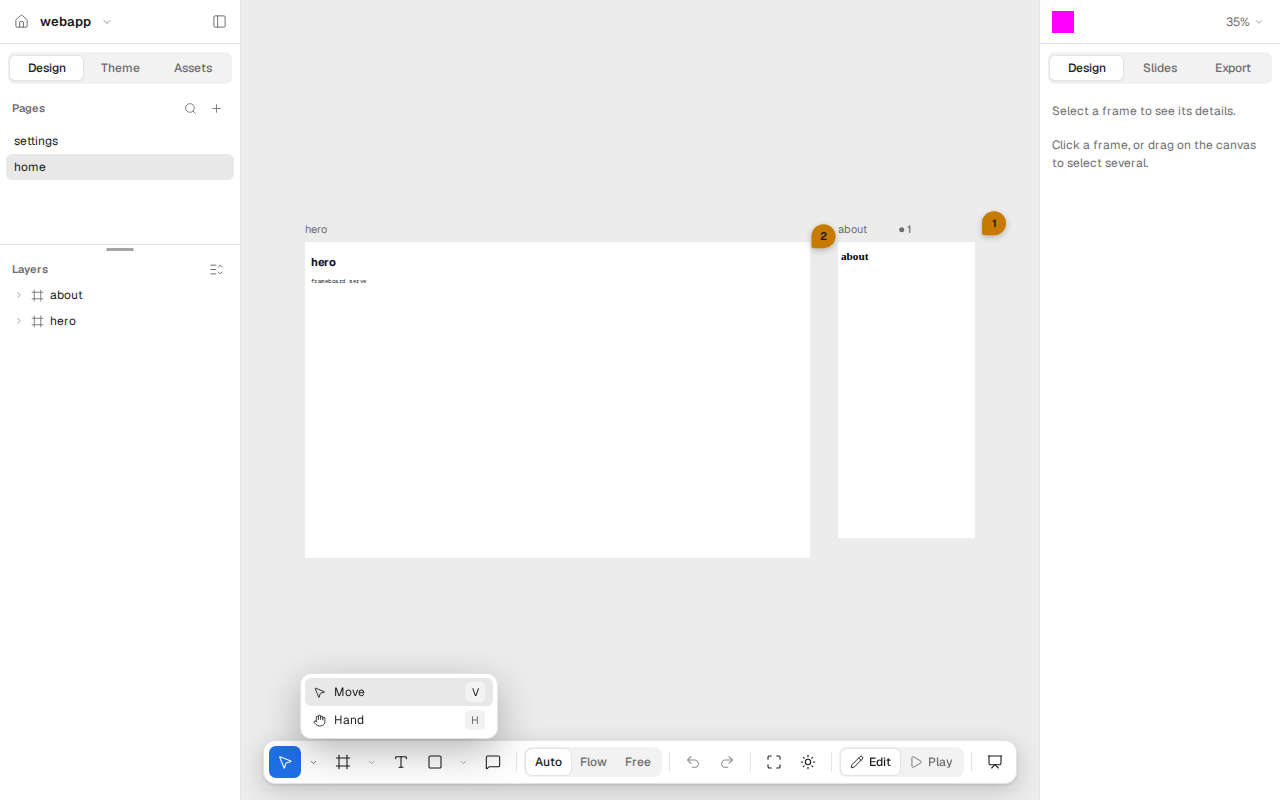 webapp
35%
Design Theme Assets
Design Slides Export
Pages
Select a frame to see its details.
settings
Click a frame, or drag on the canvas
to select several.
home
hero
2
about
1
1
hero
frameboard serve
about
Layers
about
hero
Move V
Hand H
T
Auto Flow Free
Edit Play